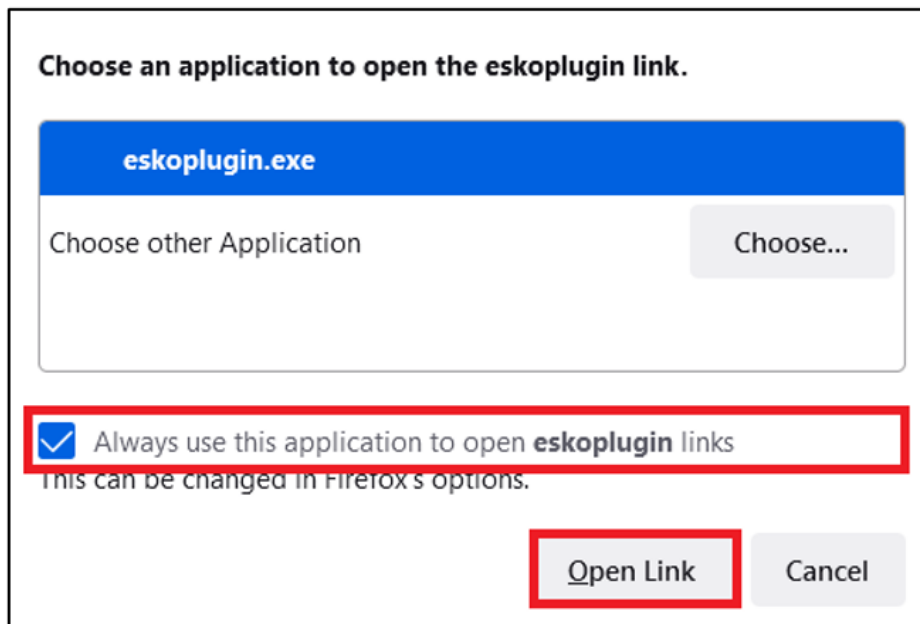 Choose an application to open the eskoplugin link.
eskoplugin.exe
Choose other Application
Choose...
Always use this application to open eskoplugin links
This can be changed in Firefox's options.
Open Link
Cancel